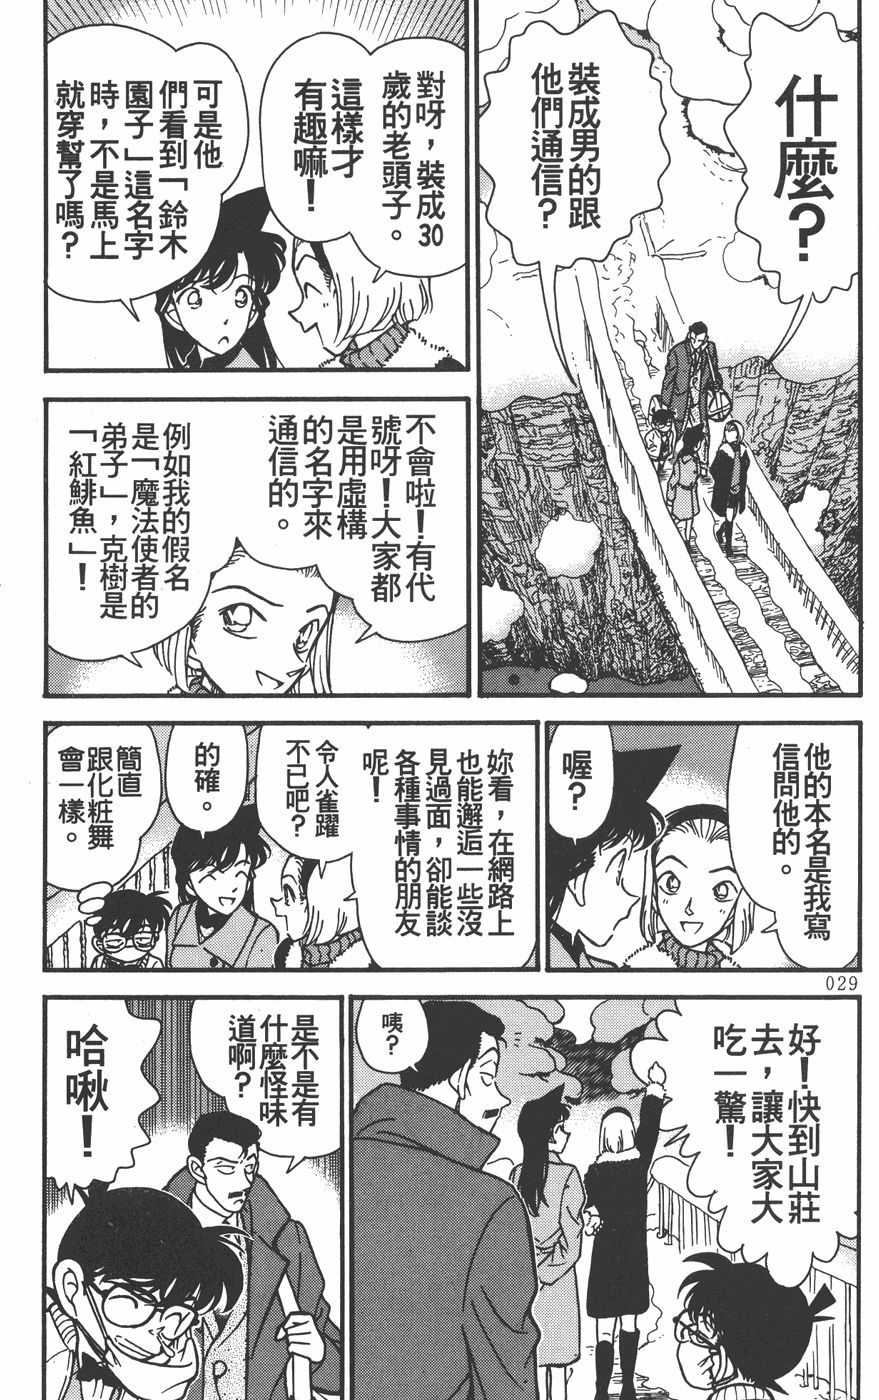 什麼？
裝成男的跟
他們通信？
對呀，裝成30
歲的老頭子。
這樣才
有趣嘛！
可是他
們看到「鈴木
園子」這名字
時，不是馬上
就穿幫了嗎？
不會啦！有代
號呀！大家都
是用虛構
的名字來
通信的。
例如我的假名
是「魔法使者的
弟子」，克樹是
「紅鯡魚」！
他的本名是我寫
信問他的。
喔？
妳看，在網路上
也能邂逅一些沒
見過面，卻能談
各種事情的朋友
呢！
令人雀躍
不已吧？
的確。
簡直
跟化粧舞
會一樣。
029
好！快到山莊
去，讓大家大
吃一驚！
咦？
是不是有
什麼怪味
道啊？
哈啾！